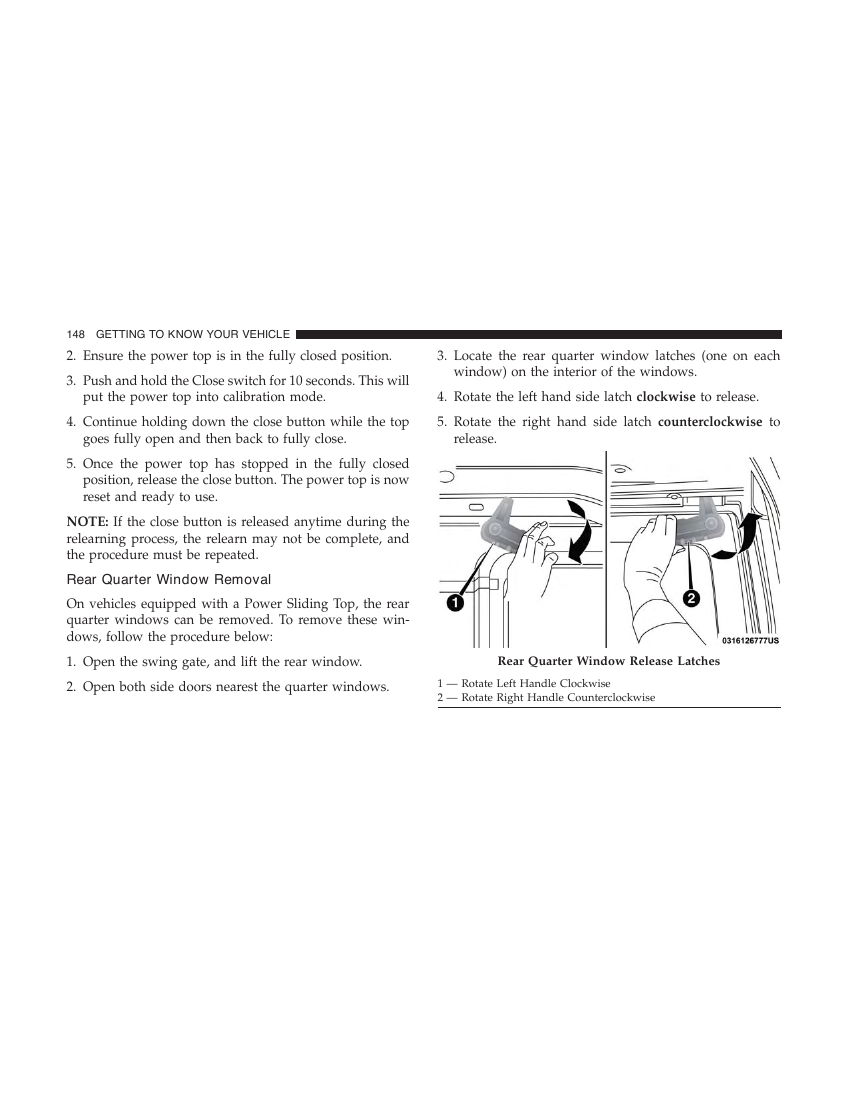 148 GETTING TO KNOW YOUR VEHICLE
2. Ensure the power top is in the fully closed position.
3. Push and hold the Close switch for 10 seconds. This will
put the power top into calibration mode.
4. Continue holding down the close button while the top
goes fully open and then back to fully close.
5. Once the power top has stopped in the fully closed
position, release the close button. The power top is now
reset and ready to use.
NOTE: If the close button is released anytime during the
relearning process, the relearn may not be complete, and
the procedure must be repeated.
Rear Quarter Window Removal
On vehicles equipped with a Power Sliding Top, the rear
quarter windows can be removed. To remove these win-
dows, follow the procedure below:
1. Open the swing gate, and lift the rear window.
2. Open both side doors nearest the quarter windows.
3. Locate the rear quarter window latches (one on each
window) on the interior of the windows.
4. Rotate the left hand side latch clockwise to release.
5. Rotate the right hand side latch counterclockwise to
release.
1
2
0316126777US
Rear Quarter Window Release Latches
1 — Rotate Left Handle Clockwise
2 — Rotate Right Handle Counterclockwise